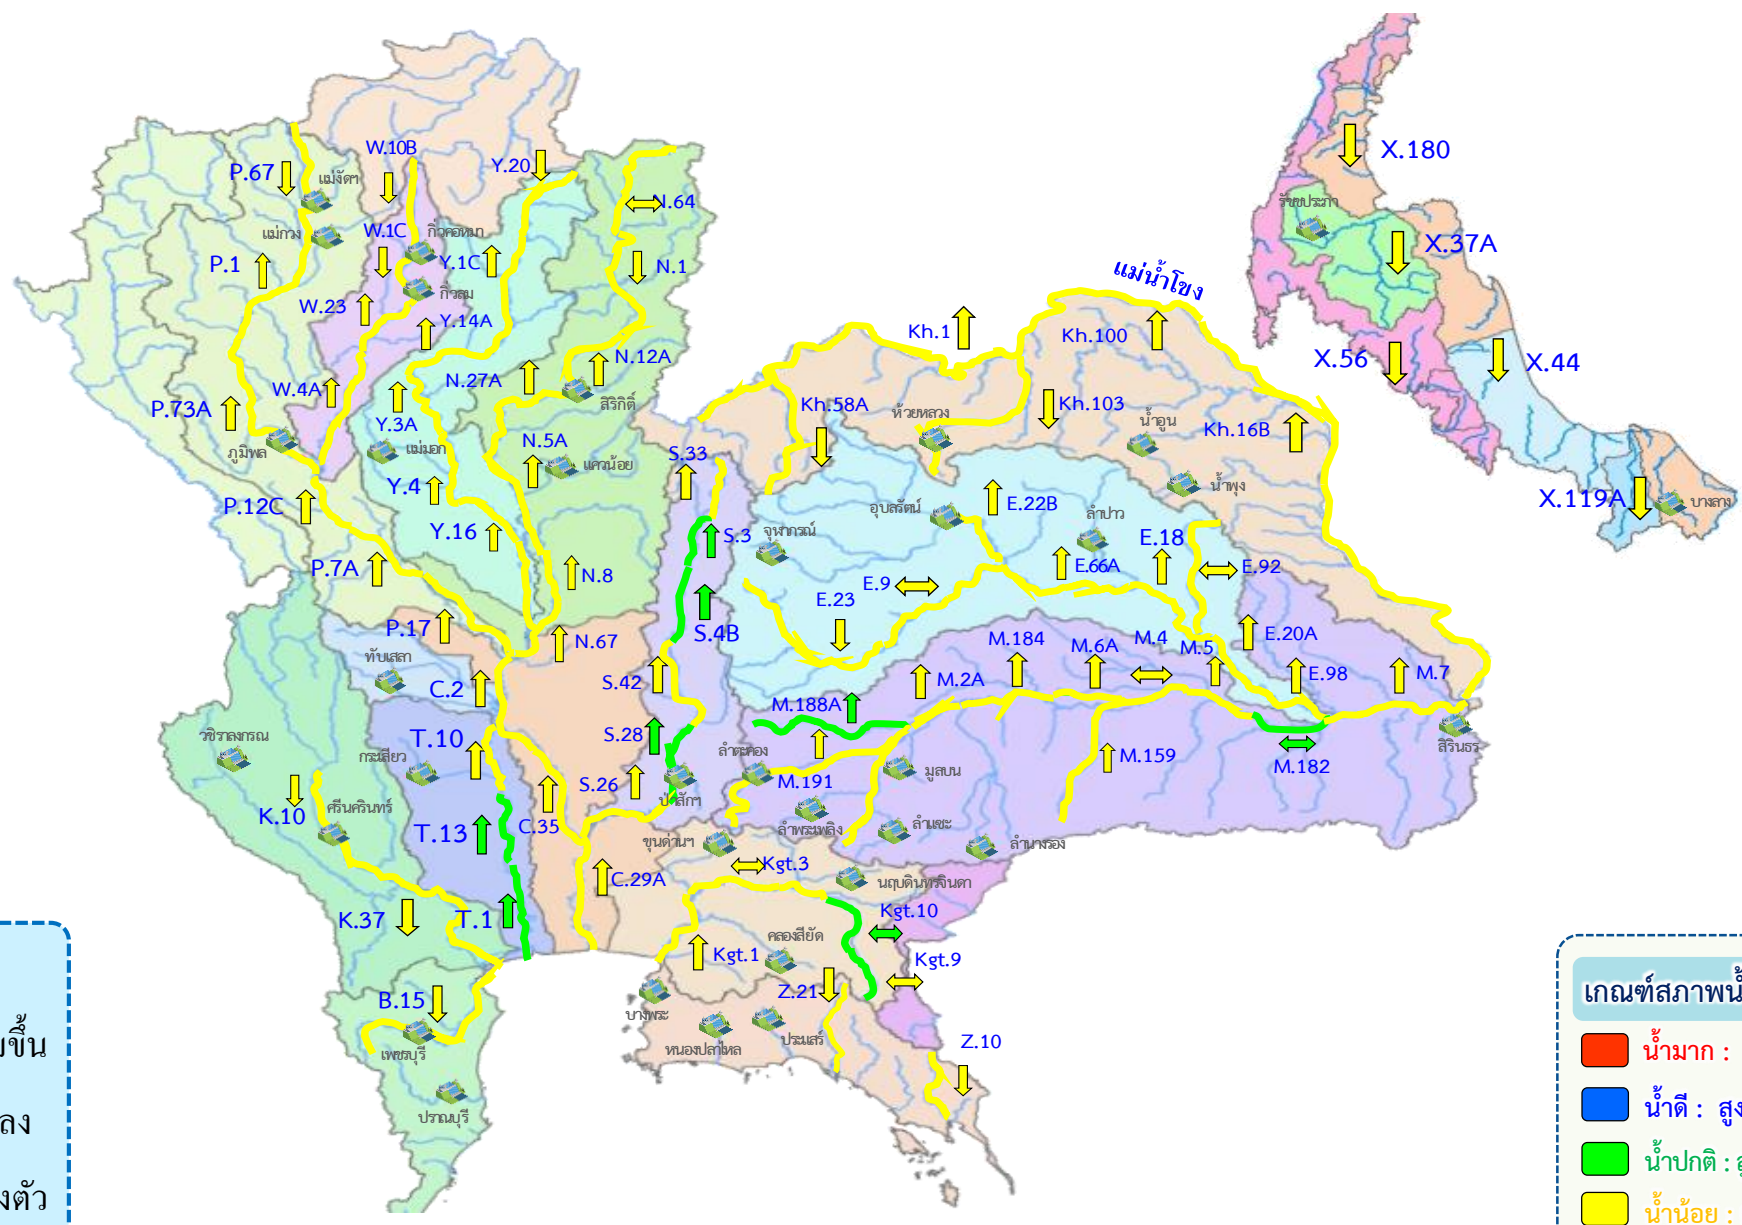 X.180
W.10B
P.67
Y.20
แม่งัดฯ
N.64
รัชชประภา
แม่กวง
W.1C
กิ่วคอหมา
X.37A
P.1
Y.1C
N.1
แม่น้ำโขง
กิ่วลม
W.23
Y.14A
Kh.1
Kh.100
N.12A
X.56
X.44
N.27A
W.4A
สิริกิติ์
P.73A
Kh.58A
ห้วยหลวง
Kh.103
น้ำอูน
Y.3A
Kh.16B
ภูมิพล
แม่มอก
N.5A
แควน้อย
S.33
Y.4
น้ำพุง
X.119A
บางลาง
P.12C
อุบลรัตน์
E.22B
ลำปาว
Y.16
จุฬาภรณ์
S.3
E.18
P.7A
N.8
E.9
E.66A
E.92
E.23
P.17
N.67
S.4B
M.184
M.6A
M.4
M.5
E.20A
ทับเสลา
C.2
S.42
M.2A
E.98
M.7
M.188A
วชิราลงกรณ
กระเสียว
T.10
S.28
ลำตะคอง
มูลบน
M.159
M.182
สิรินธร
S.26
ป่าสักฯ
M.191
K.10
ศรีนครินทร์
T.13
C.35
ขุนด่านฯ
ลำพระเพลิง
ลำแชะ
ลำนางรอง
Kgt.3
C.29A
นฤบดินทรจินดา
K.37
T.1
Kgt.10
คลองสียัด
Kgt.1
Kgt.9
B.15
Z.21
บางพระ
หนองปลาไหล
ประแสร์
Z.10
เพชรบุรี
ปราณบุรี
ลง
เกณฑ์สภาพน้ำ
น้ำมาก :
น้ำดี : สูง
น้ำปกติ :
น้ำน้อย :